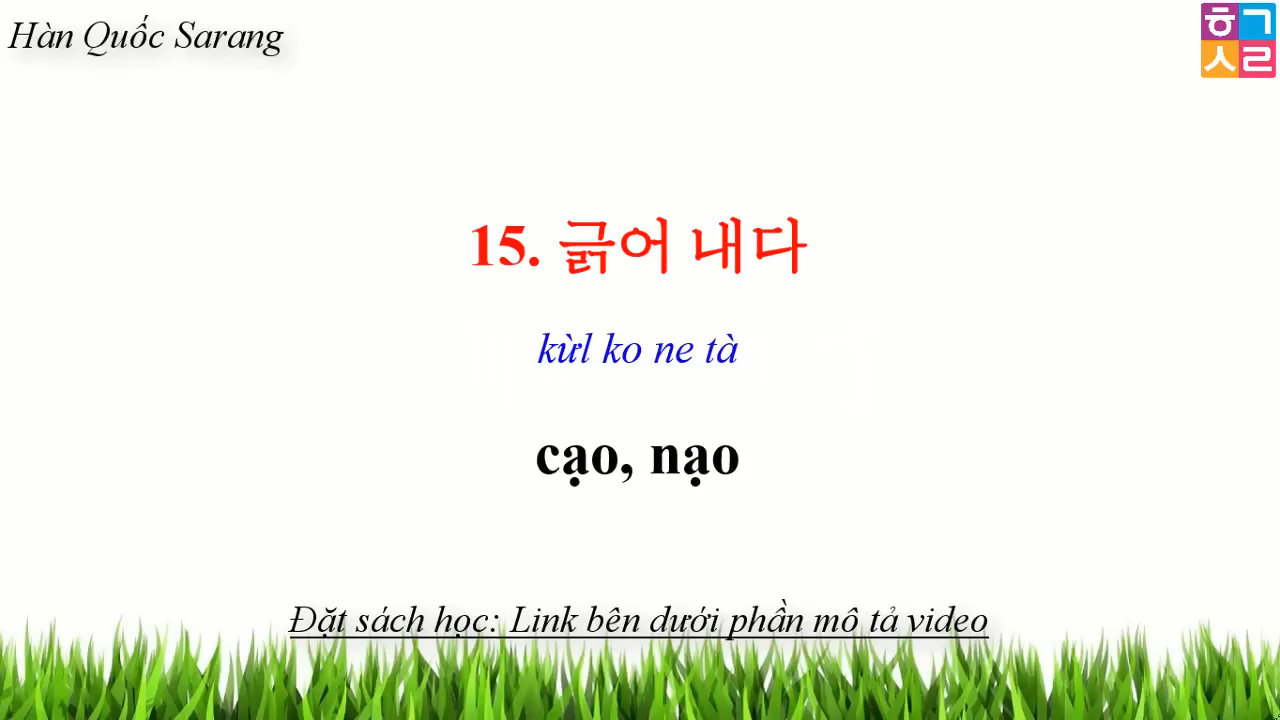 Hàn Quốc Sarang
ㅎㄱ
ㅅㄹ
15. 긁어 내다
kừl ko ne tà
cạo, nạo
Đặt sách học: Link bên dưới phần mô tả video